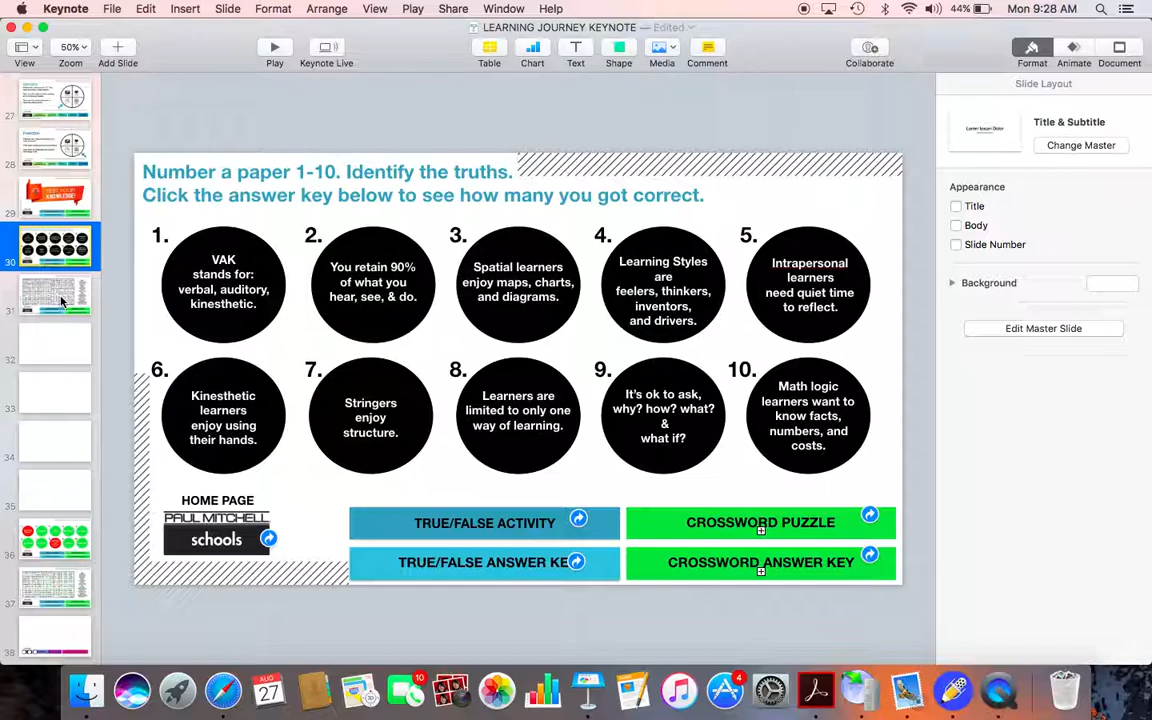 Keynote File Edit Insert Slide Format Arrange View Play Share Window Help 44% Mon 9:28 AM
LEARNING JOURNEY KEYNOTE — Edited
50%
View Zoom Add Slide Play Keynote Live Table Chart Text Shape Media Comment Collaborate Format Animate Document
Slide Layout
Title & Subtitle
Change Master
Appearance
Title
Body
Slide Number
Background
Edit Master Slide
27
28
29
30
31
32
33
34
35
36
37
38
Number a paper 1-10. Identify the truths.
Click the answer key below to see how many you got correct.
1.
VAK
stands for:
verbal, auditory,
kinesthetic.
2.
You retain 90%
of what you
hear, see, & do.
3.
Spatial learners
enjoy maps, charts,
and diagrams.
4.
Learning Styles
are
feelers, thinkers,
inventors,
and drivers.
5.
Intrapersonal
learners
need quiet time
to reflect.
6.
Kinesthetic
learners
enjoy using
their hands.
7.
Stringers
enjoy
structure.
8.
Learners are
limited to only one
way of learning.
9.
It's ok to ask,
why? how? what?
&
what if?
10.
Math logic
learners want to
know facts,
numbers, and
costs.
HOME PAGE
PAUL MITCHELL
schools
TRUE/FALSE ACTIVITY
CROSSWORD PUZZLE
TRUE/FALSE ANSWER KE
CROSSWORD ANSWER KEY
AUG
27
10
4